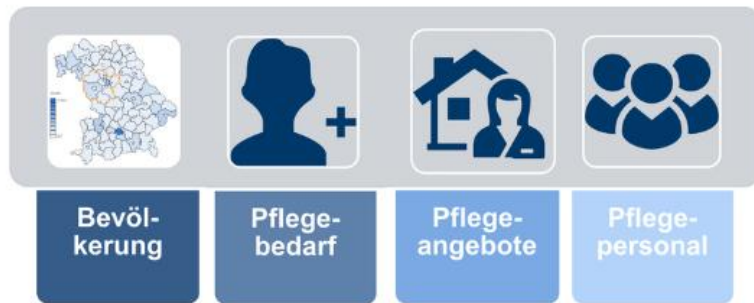 Bevöl-
kerung
Pflege-
bedarf
Pflege-
angebote
Pflege-
personal